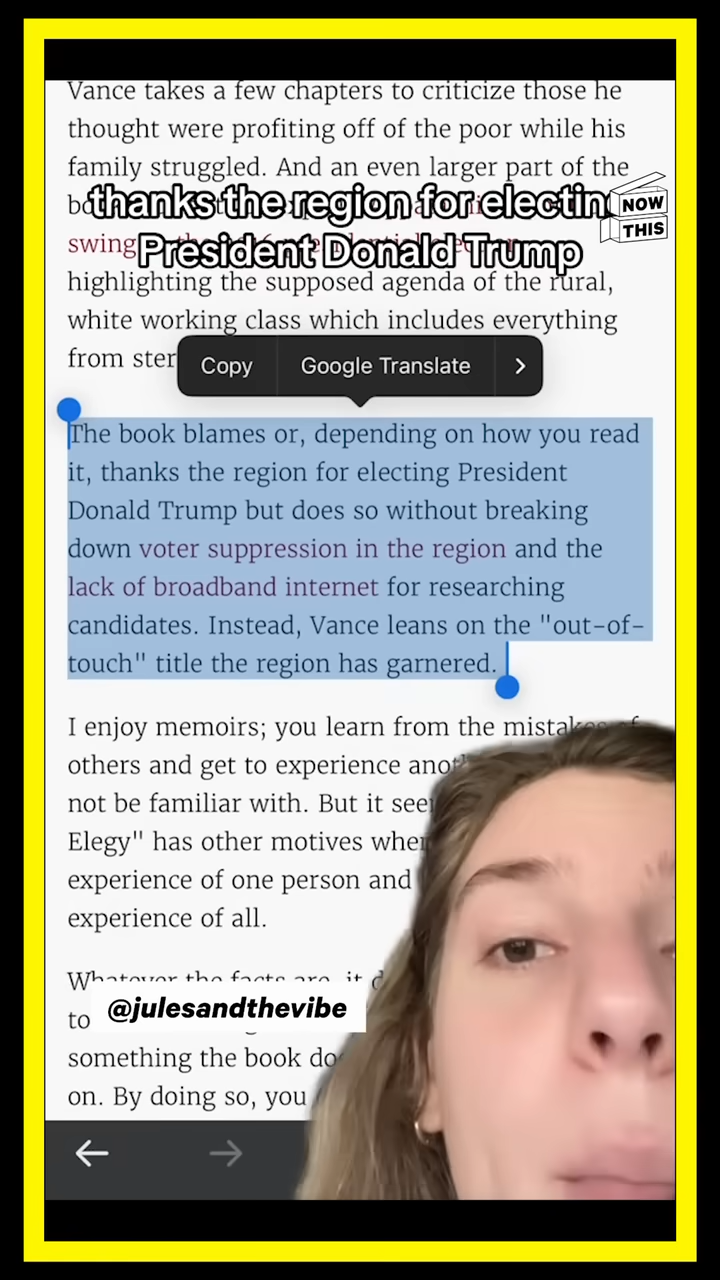 Vance takes a few chapters to criticize those he
thought were profiting off of the poor while his
family struggled. And an even larger part of the
thanks the region for electing
NOW
THIS
swing
President Donald Trump
highlighting the supposed agenda of the rural,
white working class which includes everything
from ster
Copy
Google Translate
The book blames or, depending on how you read
it, thanks the region for electing President
Donald Trump but does so without breaking
down voter suppression in the region and the
lack of broadband internet for researching
candidates. Instead, Vance leans on the "out-of-
touch" title the region has garnered.
I enjoy memoirs; you learn from the mistakes of
others and get to experience
not be familiar with. But it
Elegy" has other motives
experience of one person and
experience of all.
Whatever the facts are, it
to
@julesandthevibe
something the book
on. By doing so, you